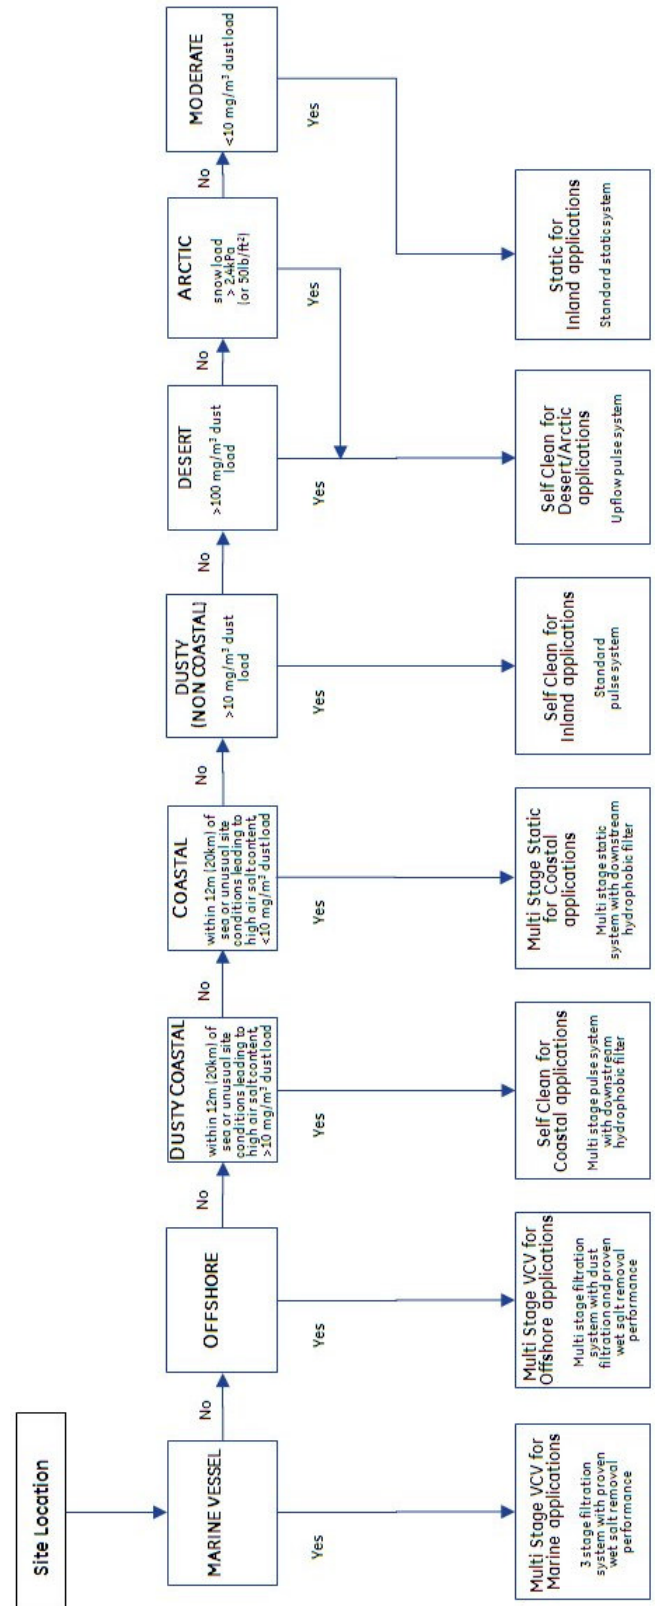 Site Location
MARINE VESSEL
Yes
No
Multi Stage VCV for
Marine applications
3 stage filtration
system with proven
wet salt removal
performance
OFFSHORE
Yes
No
Multi Stage VCV for
Offshore applications
Multi stage filtration
system with dust
filtration and proven
wet salt removal
performance
DUSTY COASTAL
within 12m (20km) of
sea or unusual site
conditions leading to
high air salt content,
>10 mg/m³ dust load
Yes
No
Self Clean for
Coastal applications
Multi stage pulse system
with downstream
hydrophobic filter
COASTAL
within 12m (20km) of
sea or unusual site
conditions leading to
high air salt content,
<10 mg/m³ dust load
Yes
No
Multi Stage Static
for Coastal
applications
Multi stage static
system with downstream
hydrophobic filter
DUSTY
(NON COASTAL)
>10 mg/m³ dust
load
Yes
No
Self Clean for
Inland applications
Standard
pulse system
DESERT
>100 mg/m³ dust
load
Yes
No
Self Clean for
Desert/Arctic
applications
Upflow pulse system
ARCTIC
snow load
> 2.4kPa
(or 50lb/ft²)
Yes
No
MODERATE
<10 mg/m³ dust load
Yes
Static for
Inland applications
Standard static system